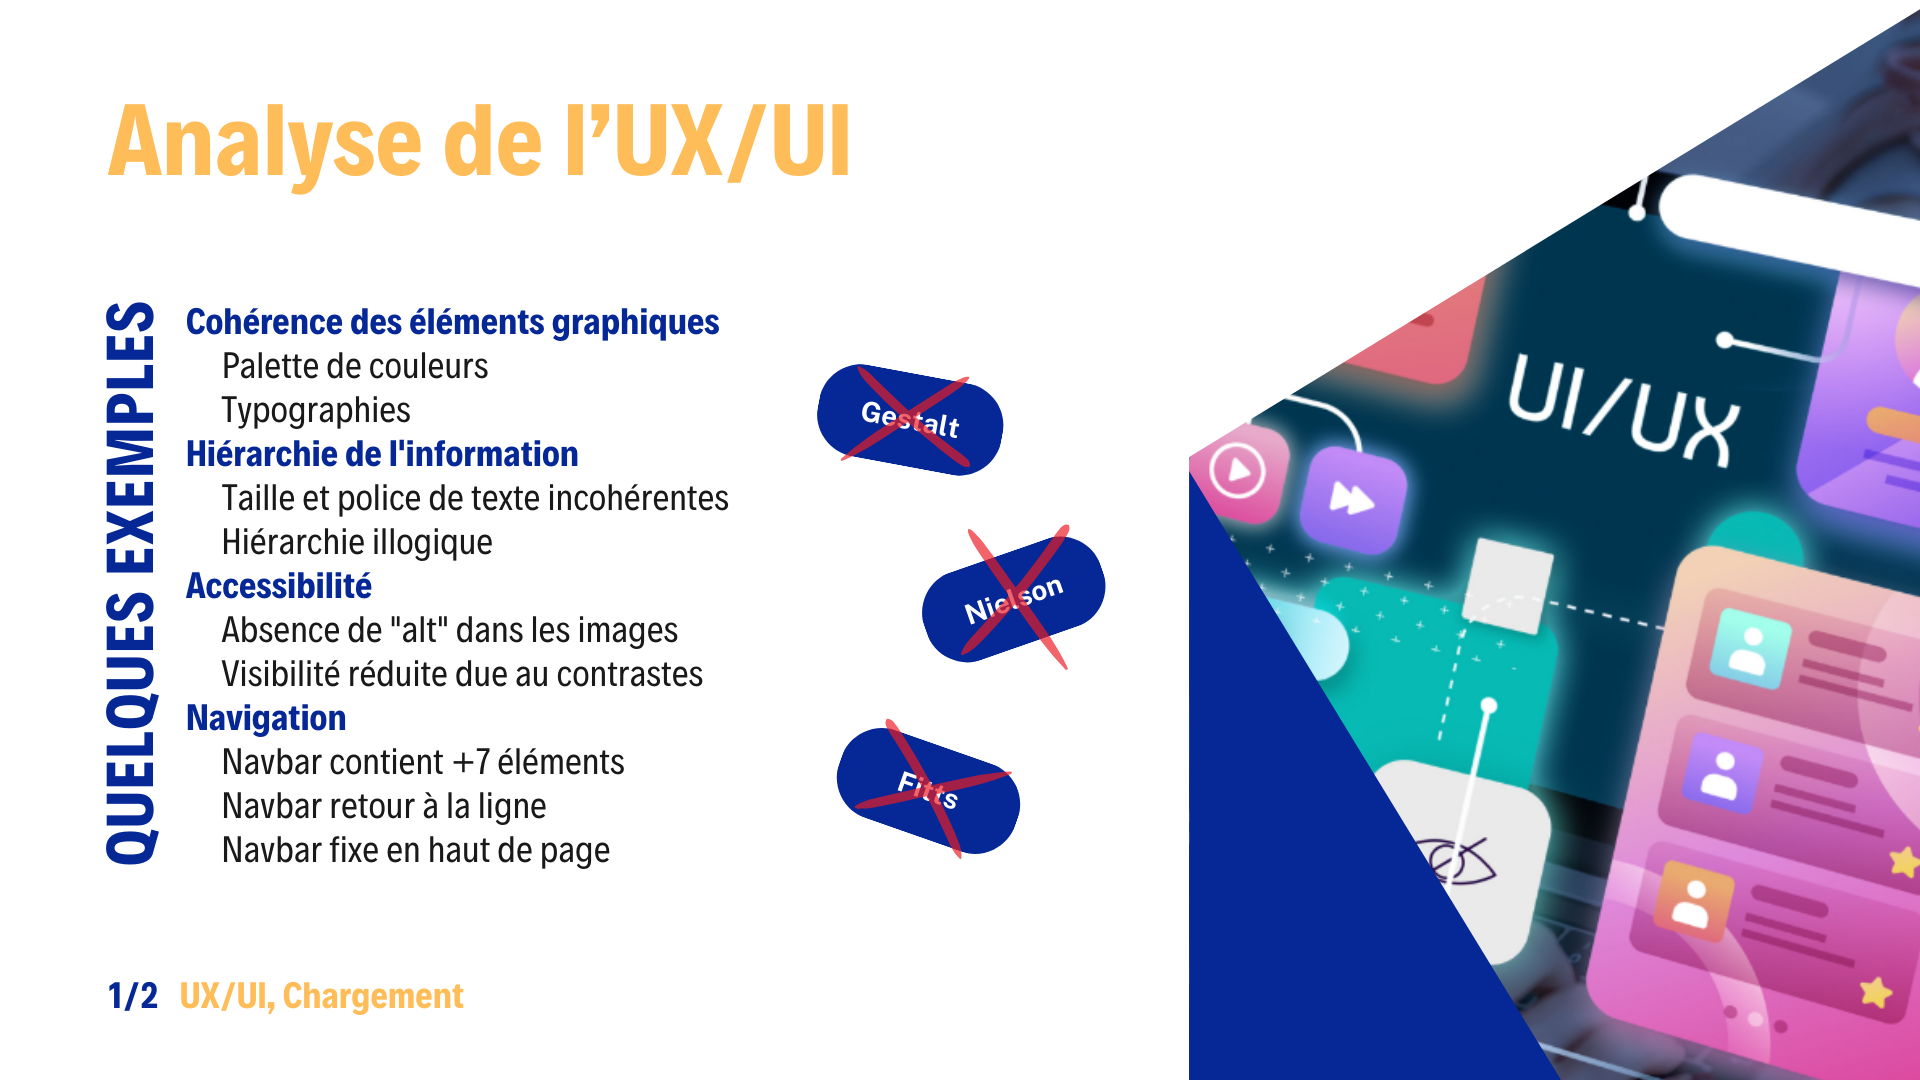 Analyse de l’UX/UI
QUELQUES EXEMPLES
Cohérence des éléments graphiques
Palette de couleurs
Typographies
Hiérarchie de l'information
Taille et police de texte incohérentes
Hiérarchie illogique
Accessibilité
Absence de "alt" dans les images
Visibilité réduite due au contrastes
Navigation
Navbar contient +7 éléments
Navbar retour à la ligne
Navbar fixe en haut de page
Gestalt
Nielson
Fitts
UI/UX
1/2 UX/UI, Chargement